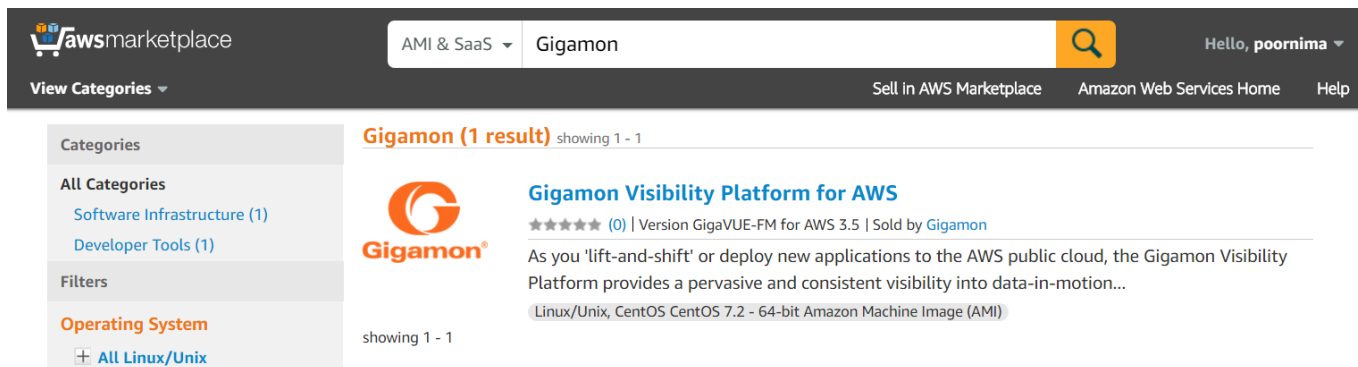 awsmarketplace
AMI & SaaS
Gigamon
Hello, poornima
View Categories
Sell in AWS Marketplace
Amazon Web Services Home
Help
Categories
All Categories
Software Infrastructure (1)
Developer Tools (1)
Filters
Operating System
All Linux/Unix
Gigamon (1 result) showing 1 - 1
Gigamon®
Gigamon Visibility Platform for AWS
(0) | Version GigaVUE-FM for AWS 3.5 | Sold by Gigamon
As you 'lift-and-shift' or deploy new applications to the AWS public cloud, the Gigamon Visibility
Platform provides a pervasive and consistent visibility into data-in-motion...
Linux/Unix, CentOS CentOS 7.2 - 64-bit Amazon Machine Image (AMI)
showing 1 - 1